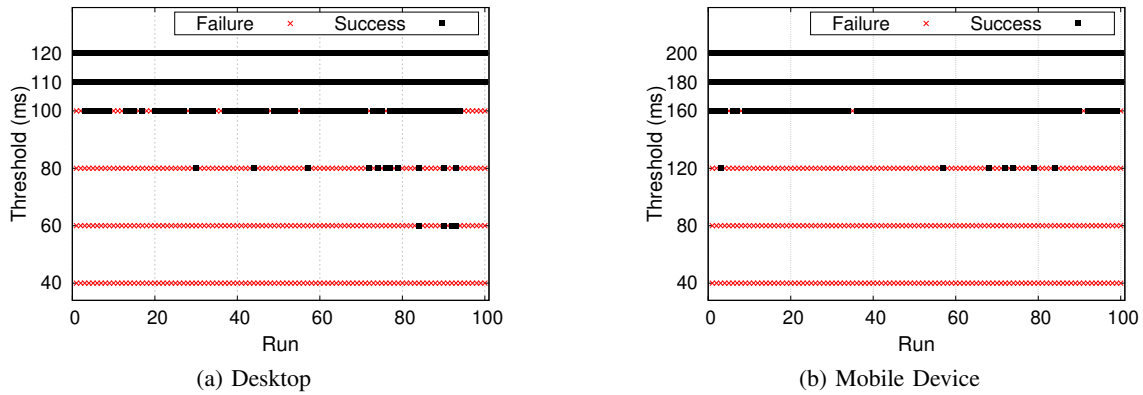 Failure × Success ■
120
110
100
80
60
40
Threshold (ms)
0 20 40 60 80 100
Run
(a) Desktop
Failure × Success ■
200
180
160
120
80
40
Threshold (ms)
0 20 40 60 80 100
Run
(b) Mobile Device